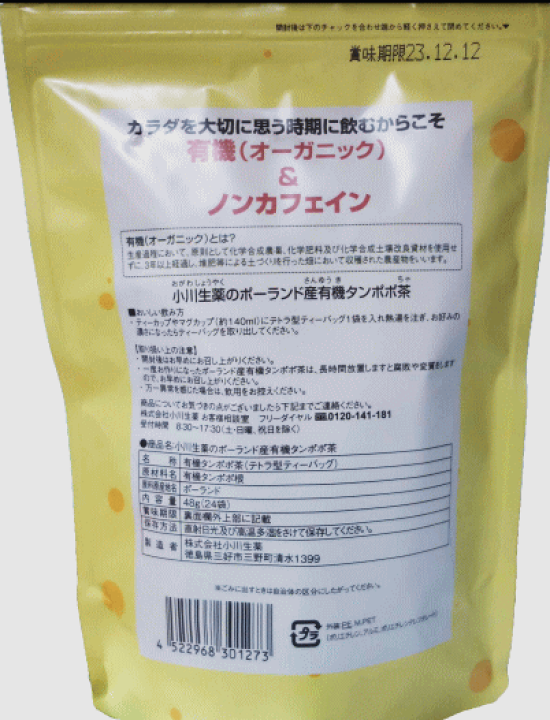 開封後は下のチャックを合わせ端から軽く押さえて閉めてください。▼
賞味期限23.12.12
カラダを大切に思う時期に飲むからこそ
有機(オーガニック)
&
ノンカフェイン
有機(オーガニック)とは?
生産過程において、原則として化学合成農薬、化学肥料及び化学合成土壌改良資材を使用せ
ずに、3年以上経過し、堆肥等による土づくりを行った畑において収穫された農産物をいいます。
おがわしょうやく さんゆうき ちゃ
小川生薬のポーランド産有機タンポポ茶
■おいしい飲み方
・ティーカップやマグカップ(約140ml)にテトラ型ティーバッグ1袋を入れ熱湯を注ぎ、お好みの
濃さになったらティーバッグを取り出してください。
【取り扱い上の注意】
・開封後はお早めにお召し上がりください。
・一度お作りになったポーランド産有機タンポポ茶は、長時間放置しますと腐敗や変質をします
ので、お早めにお召し上がりください。
・万一異常を感じた場合は、飲用をお控えください。
商品についてお気づきの点がございましたら下記までご連絡ください。
株式会社小川生薬 お客様相談室 フリーダイヤル 0120-141-181
受付時間 8:30~17:30(土・日曜、祝日を除く)
●商品名:小川生薬のポーランド産有機タンポポ茶
名 称 有機タンポポ茶(テトラ型ティーバッグ)
原材料名 有機タンポポ根
原料原産地名 ポーランド
内容量 48g(24袋)
賞味期限 裏面欄外上部に記載
保存方法 直射日光及び高温多湿をさけて保存してください。
製造者 株式会社小川生薬
徳島県三好市三野町清水1399
※ごみに出すときは自治体の区分にしたがってください。
プラ
外装:PE, M, PET
4 522968 301273